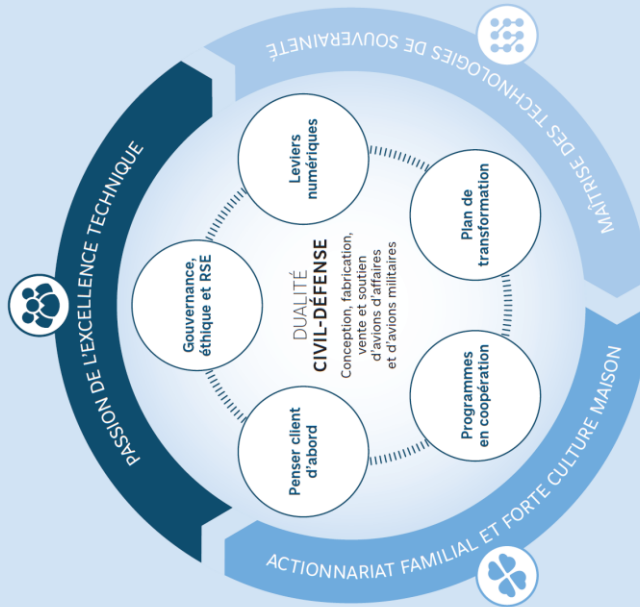 PASSION DE L'EXCELLENCE TECHNIQUE
MAÎTRISE DES TECHNOLOGIES DE SOUVERAINETÉ
ACTIONNARIAT FAMILIAL ET FORTE CULTURE MAISON
Gouvernance,
éthique et RSE
Leviers
numériques
Plan de
transformation
Programmes
en coopération
Penser client
d'abord
DUALITÉ
CIVIL-DÉFENSE
Conception, fabrication,
vente et soutien
d'avions d'affaires
et d'avions militaires